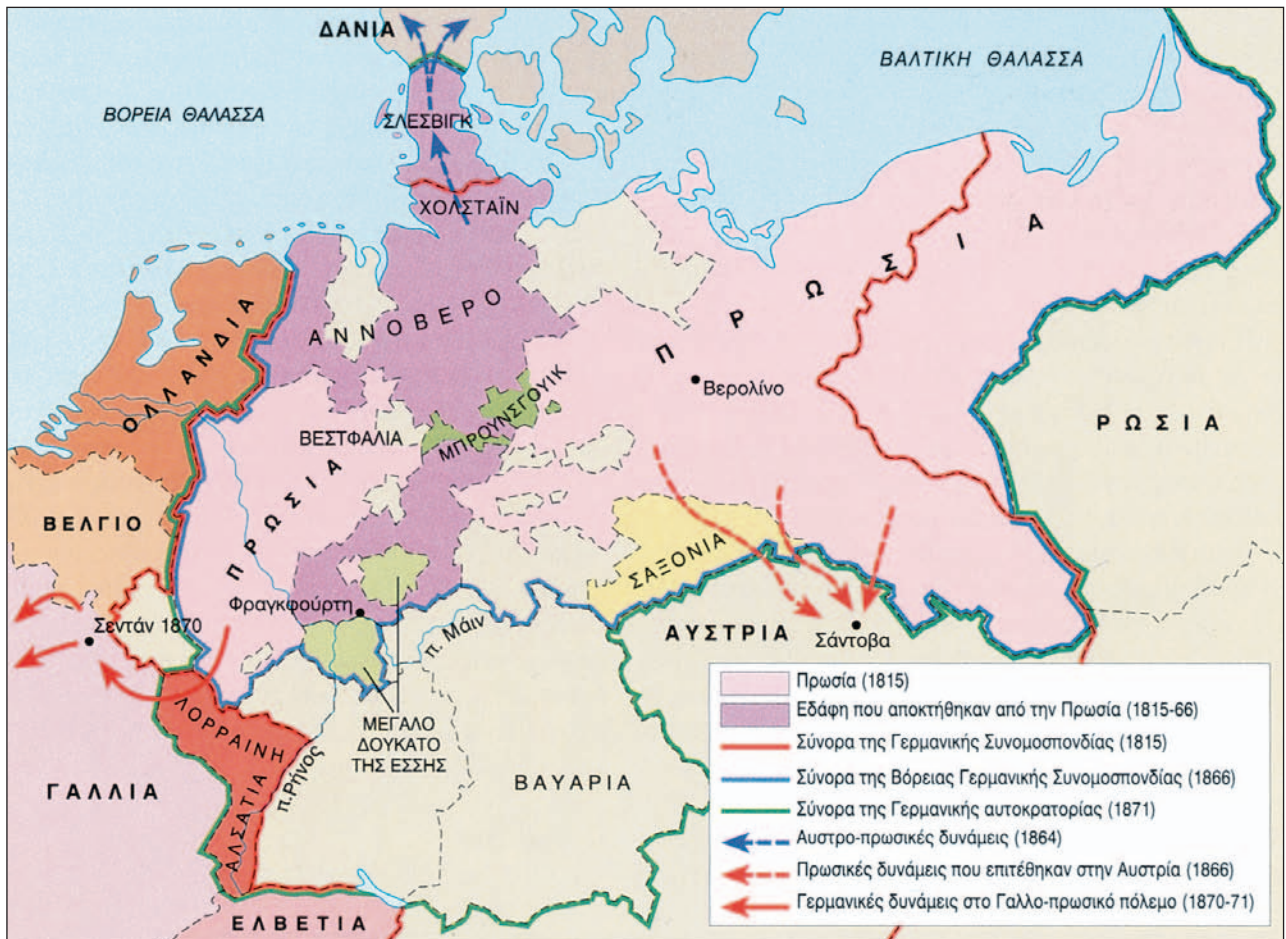 ΔΑΝΙΑ
ΒΑΛΤΙΚΗ ΘΑΛΑΣΣΑ
ΒΟΡΕΙΑ ΘΑΛΑΣΣΑ
ΣΛΕΣΒΙΓΚ
ΧΟΛΣΤΑΪΝ
ΠΡΩΣΙΑ
ΟΛΛΑΝΔΙΑ
ΑΝΝΟΒΕΡΟ
Βερολίνο
ΡΩΣΙΑ
ΜΠΡΟΥΝΣΓΟΥΙΚ
ΒΕΣΤΦΑΛΙΑ
ΠΡΩΣΙΑ
ΒΕΛΓΙΟ
ΣΑΞΟΝΙΑ
Φραγκφούρτη
Σεντάν 1870
π. Μάιν
ΑΥΣΤΡΙΑ
Σάντοβα
ΛΟΡΡΑΙΝΗ
ΜΕΓΑΛΟ
ΔΟΥΚΑΤΟ
ΤΗΣ ΕΣΣΗΣ
π.Ρήνος
ΒΑΥΑΡΙΑ
ΓΑΛΛΙΑ
ΑΛΣΑΤΙΑ
ΕΛΒΕΤΙΑ
Πρωσία (1815)
Εδάφη που αποκτήθηκαν από την Πρωσία (1815-66)
Σύνορα της Γερμανικής Συνομοσπονδίας (1815)
Σύνορα της Βόρειας Γερμανικής Συνομοσπονδίας (1866)
Σύνορα της Γερμανικής αυτοκρατορίας (1871)
Αυστρο-πρωσικές δυνάμεις (1864)
Πρωσικές δυνάμεις που επιτέθηκαν στην Αυστρία (1866)
Γερμανικές δυνάμεις στο Γαλλο-πρωσικό πόλεμο (1870-71)